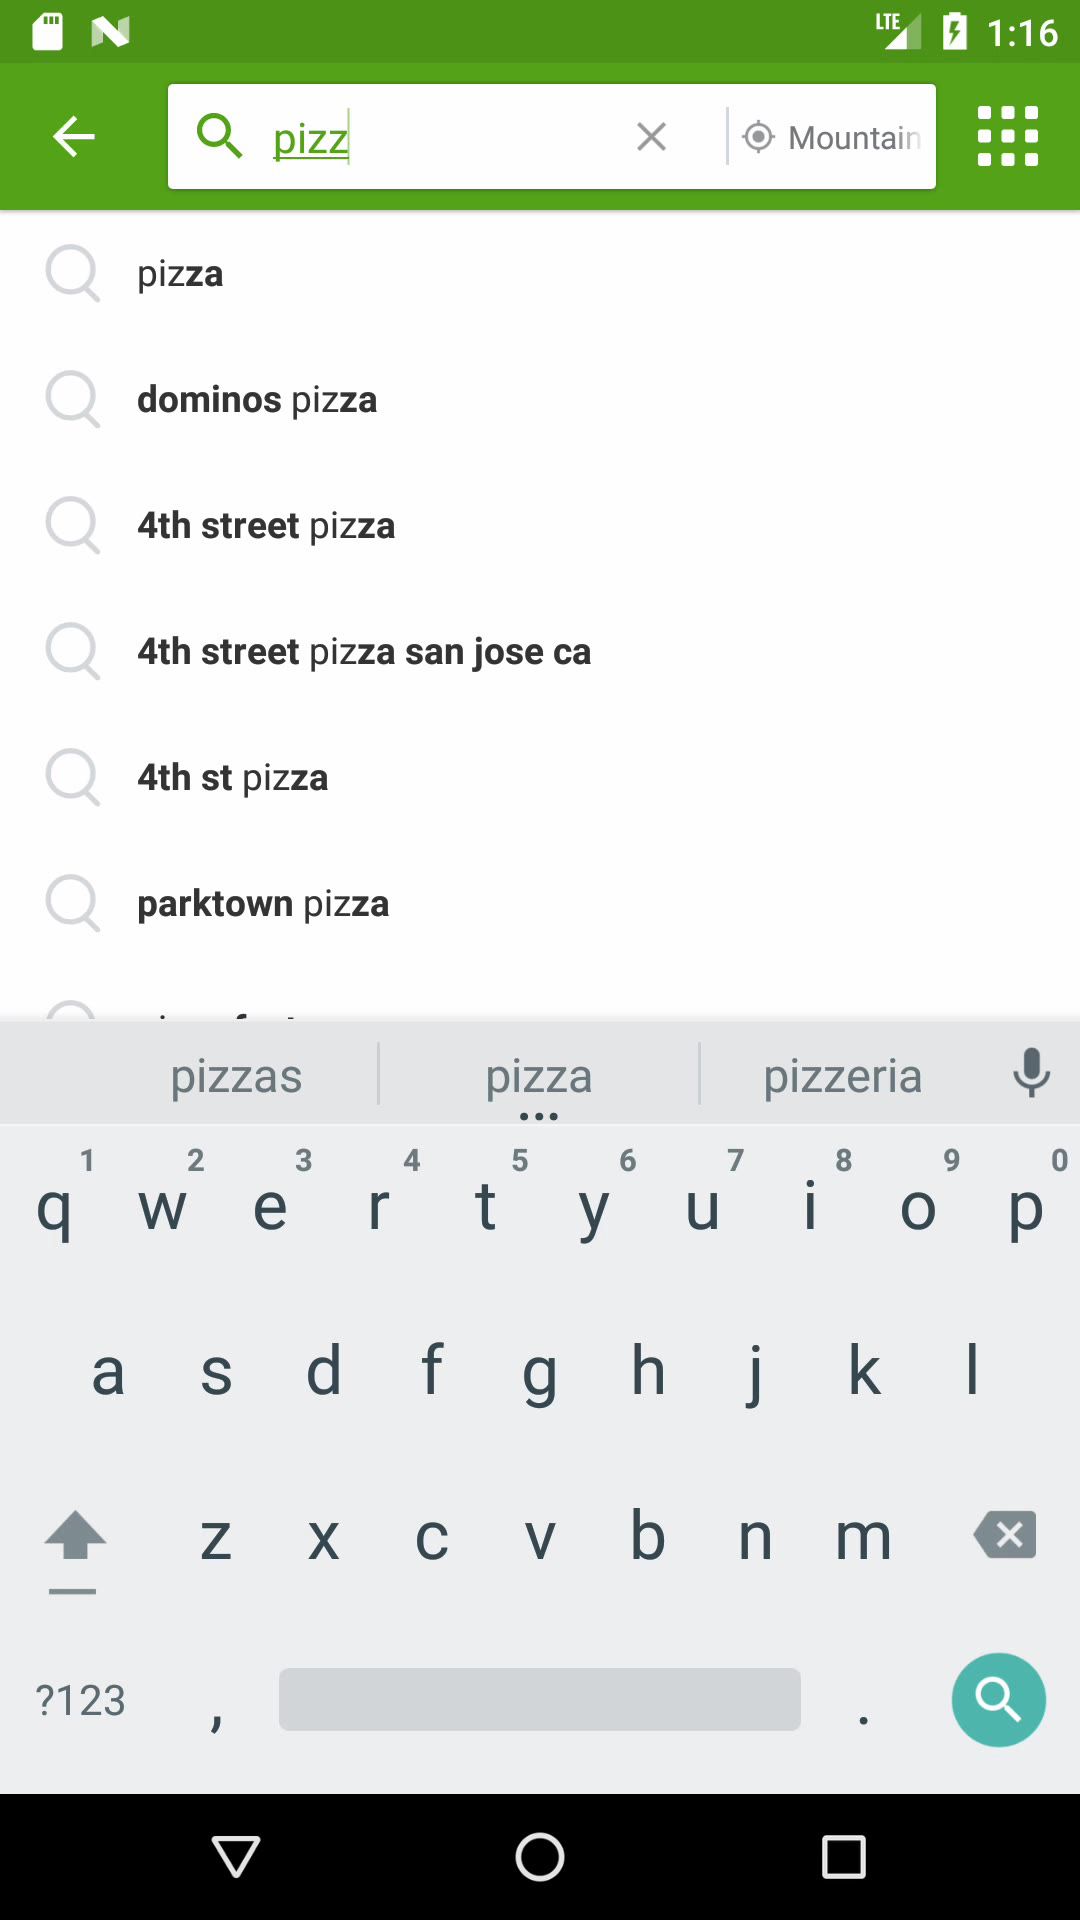 LTE 1:16
pizz Mountain
pizza
dominos pizza
4th street pizza
4th street pizza san jose ca
4th st pizza
parktown pizza
pizzas pizza pizzeria
1 2 3 4 5 6 7 8 9 0
q w e r t y u i o p
a s d f g h j k l
z x c v b n m
?123 , .